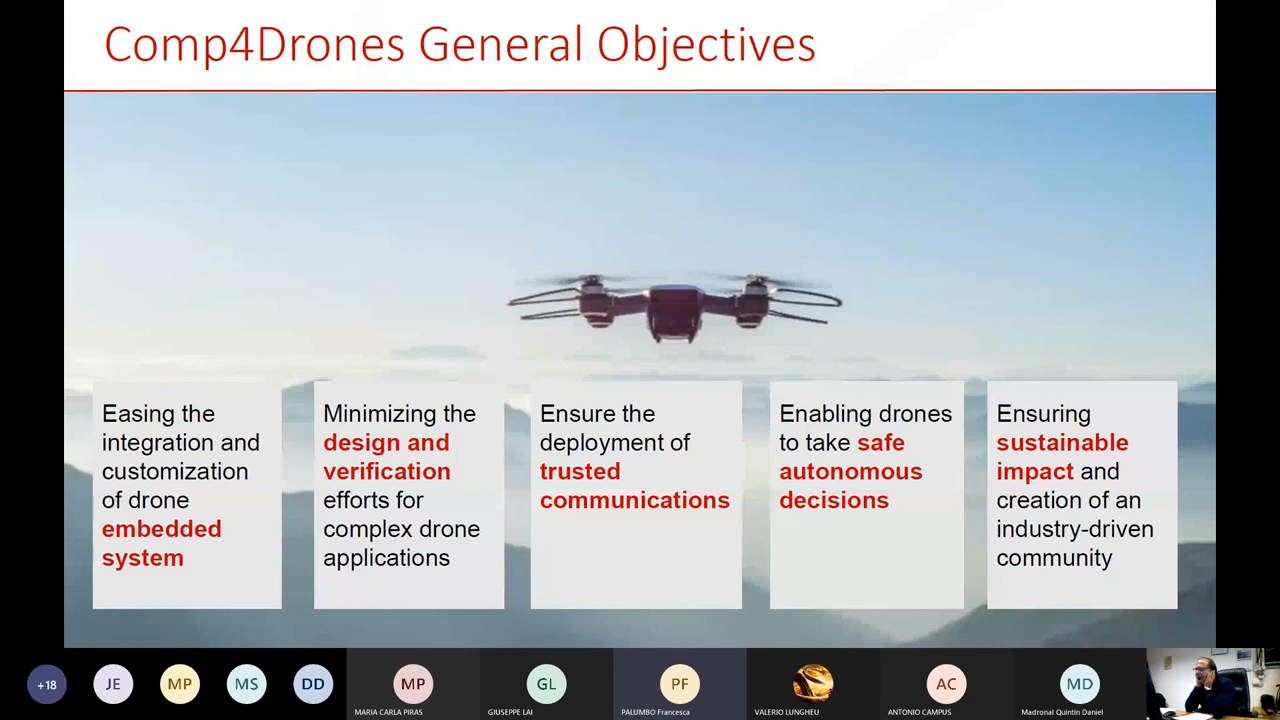 Comp4Drones General Objectives
Easing the
integration and
customization
of drone
embedded
system
Minimizing the
design and
verification
efforts for
complex drone
applications
Ensure the
deployment of
trusted
communications
Enabling drones
to take safe
autonomous
decisions
Ensuring
sustainable
impact and
creation of an
industry-driven
community
+18
JE
MP
MS
DD
MP
MARIA CARLA PIRAS
GL
GIUSEPPE LAI
PF
PALUMBO Francesca
VALERIO LUNGHEU
AC
ANTONIO CAMPUS
MD
Madronal Quintin Daniel